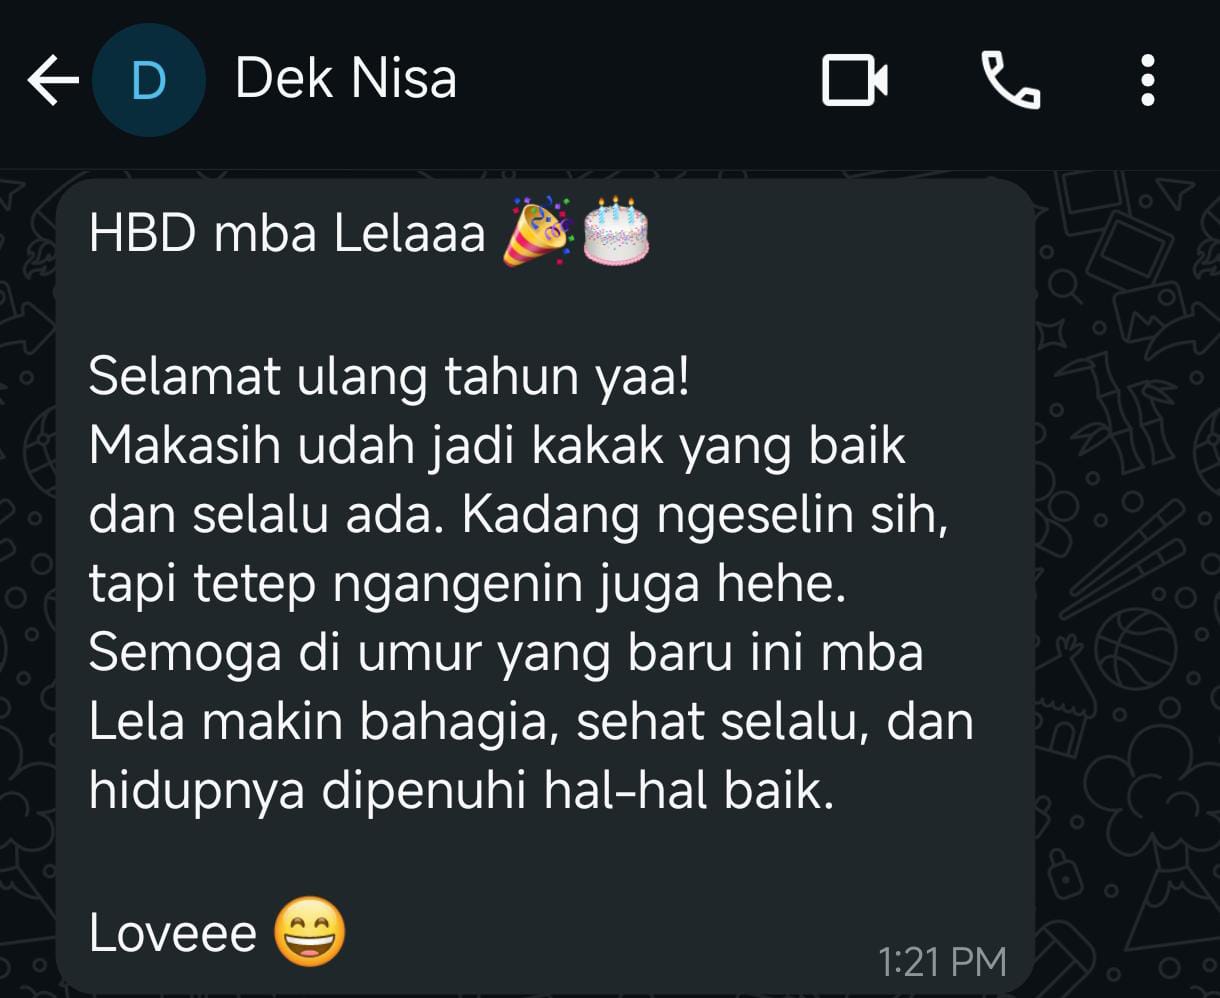 D
Dek Nisa
HBD mba Lelaaa 🎉🎂
Selamat ulang tahun yaa!
Makasih udah jadi kakak yang baik
dan selalu ada. Kadang ngeselin sih,
tapi tetep ngangenin juga hehe.
Semoga di umur yang baru ini mba
Lela makin bahagia, sehat selalu, dan
hidupnya dipenuhi hal-hal baik.
Loveee 😄
1:21 PM